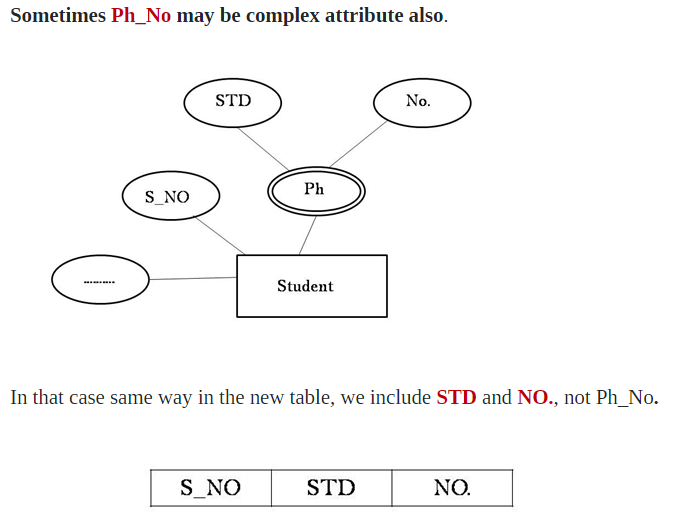 Sometimes Ph_No may be complex attribute also.
STD
No.
Ph
S_NO
..........
Student
In that case same way in the new table, we include STD and NO., not Ph_No.
S_NO STD NO.